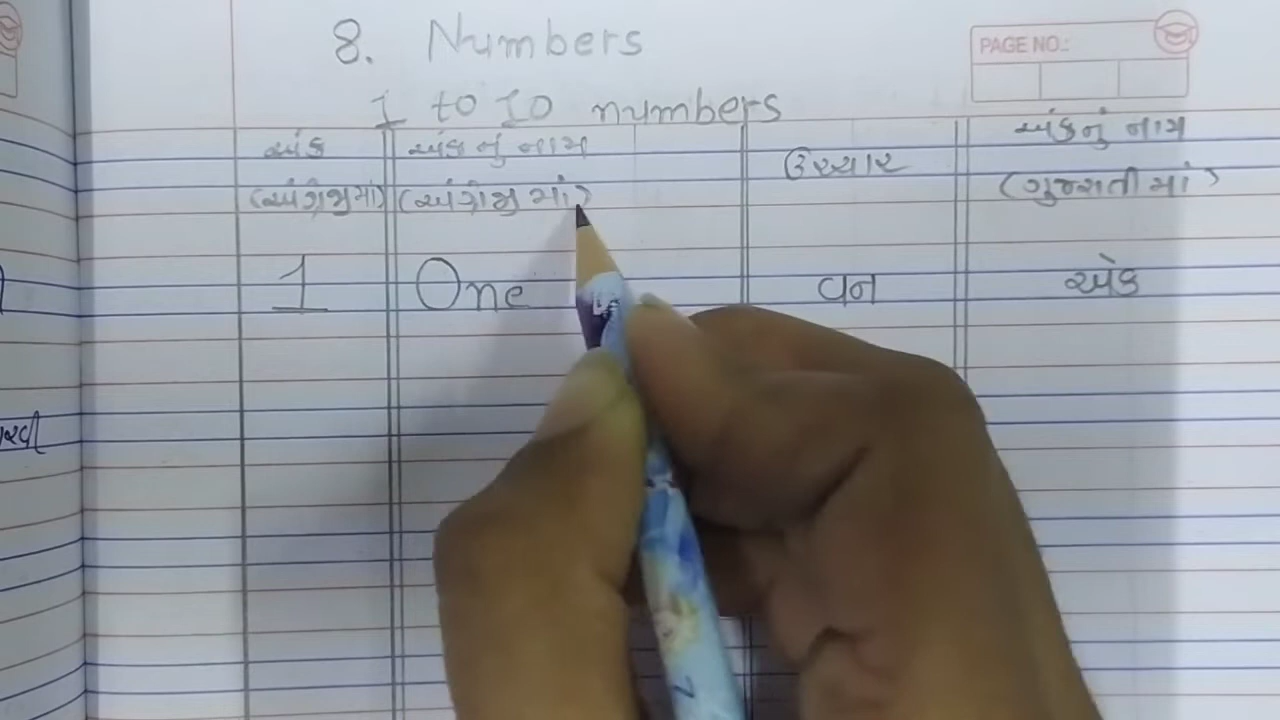 8. Numbers
PAGE NO.:
1 to 10 numbers
અંક અંકનું નામ ઉચ્ચાર અંકનું નામ
(અંગ્રેજીમાં) (અંગ્રેજીમાં) (ગુજરાતીમાં)
1 One વન એક